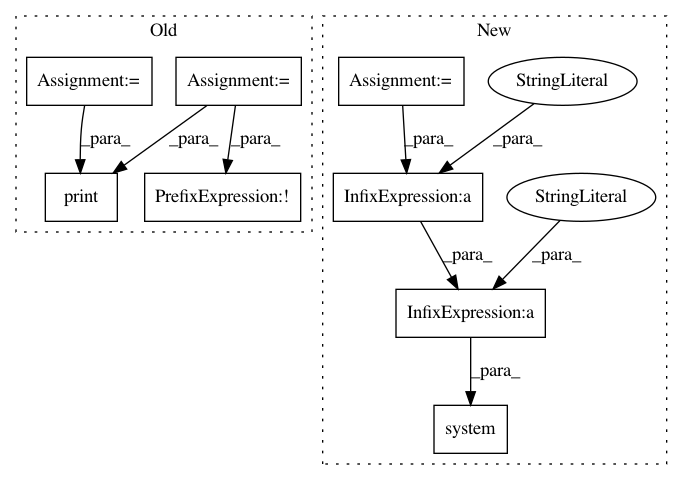 Old
New
Assignment:=
Assignment:=
Assignment:=
StringLiteral
_para_
_para_
_para_
_para_
_para_
print
PrefixExpression:!
InfixExpression:a
StringLiteral
_para_
_para_
InfixExpression:a
_para_
system